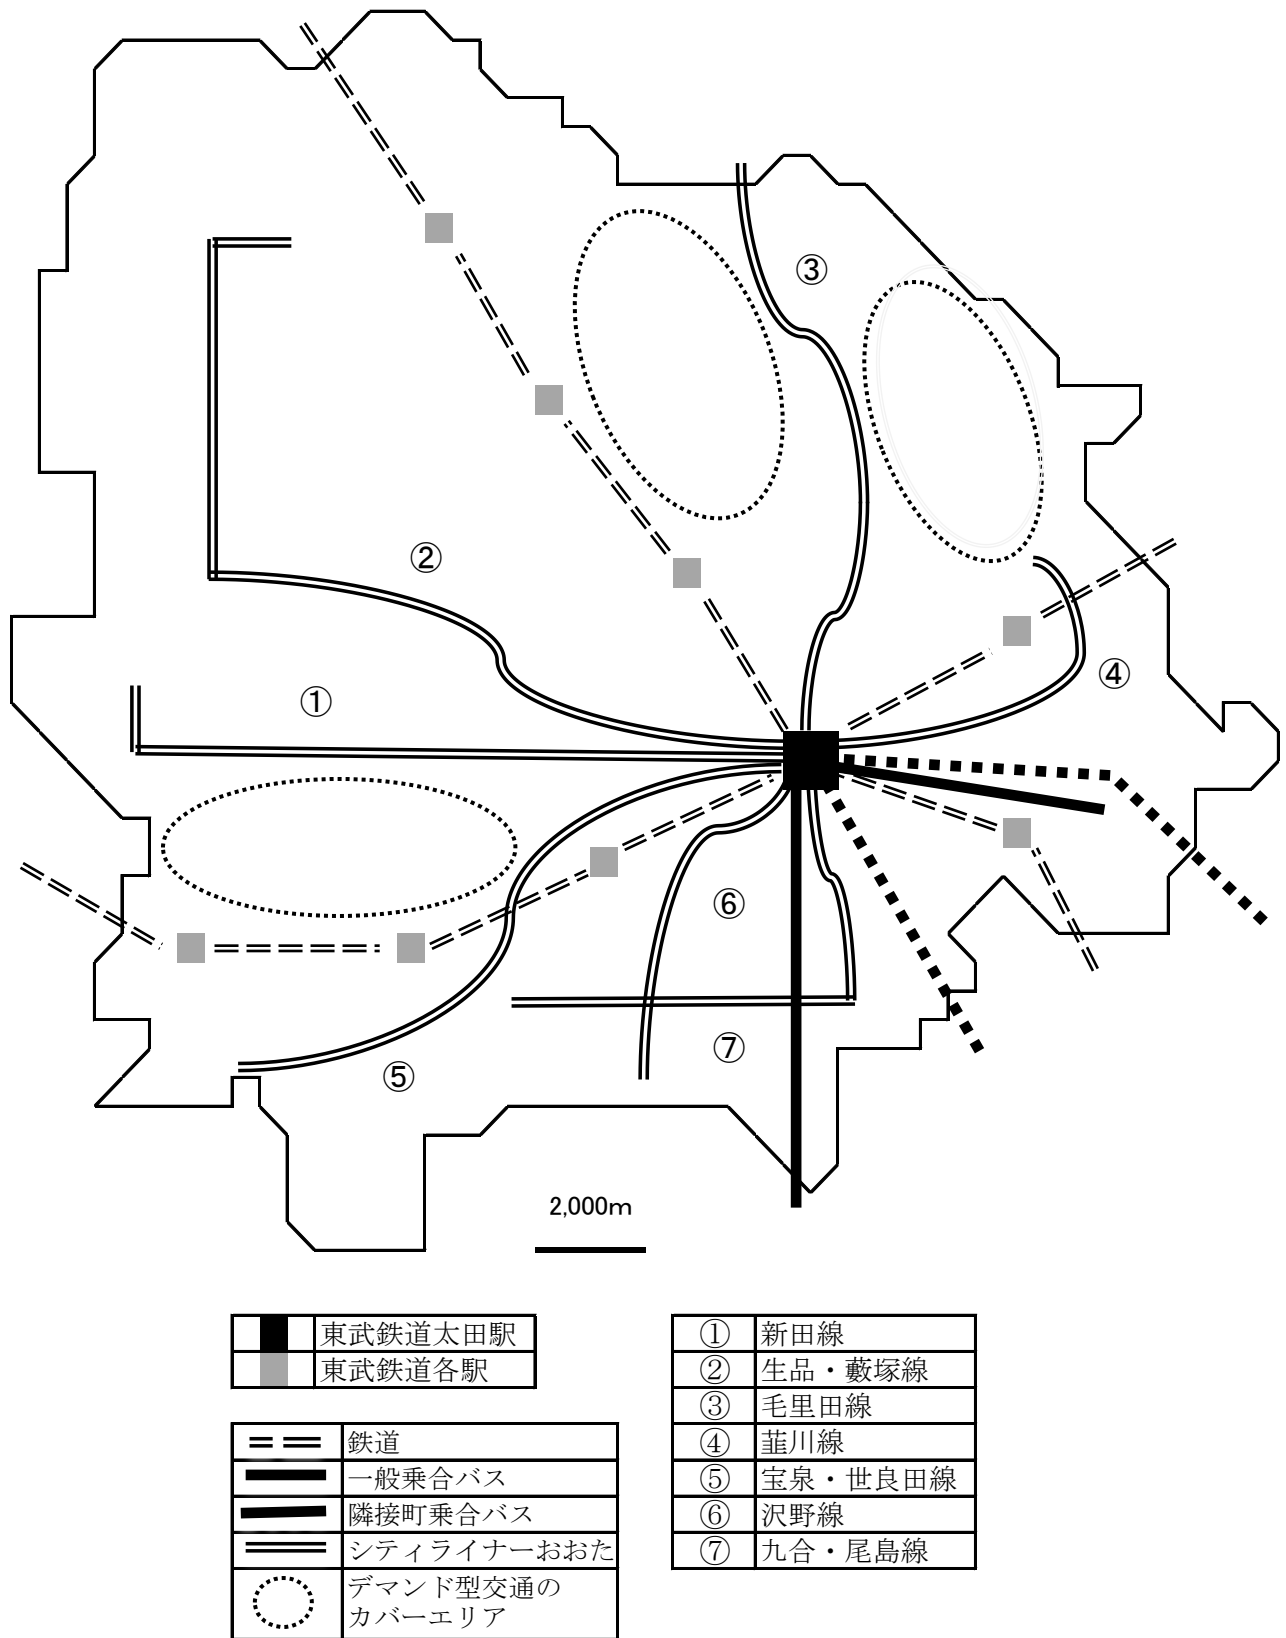 ③
②
④
①
⑥
⑦
⑤
2,000m
東武鉄道太田駅
東武鉄道各駅
鉄道
一般乗合バス
隣接町乗合バス
シティライナーおおた
デマンド型交通の
カバーエリア
① 新田線
② 生品・藪塚線
③ 毛里田線
④ 韮川線
⑤ 宝泉・世良田線
⑥ 沢野線
⑦ 九合・尾島線